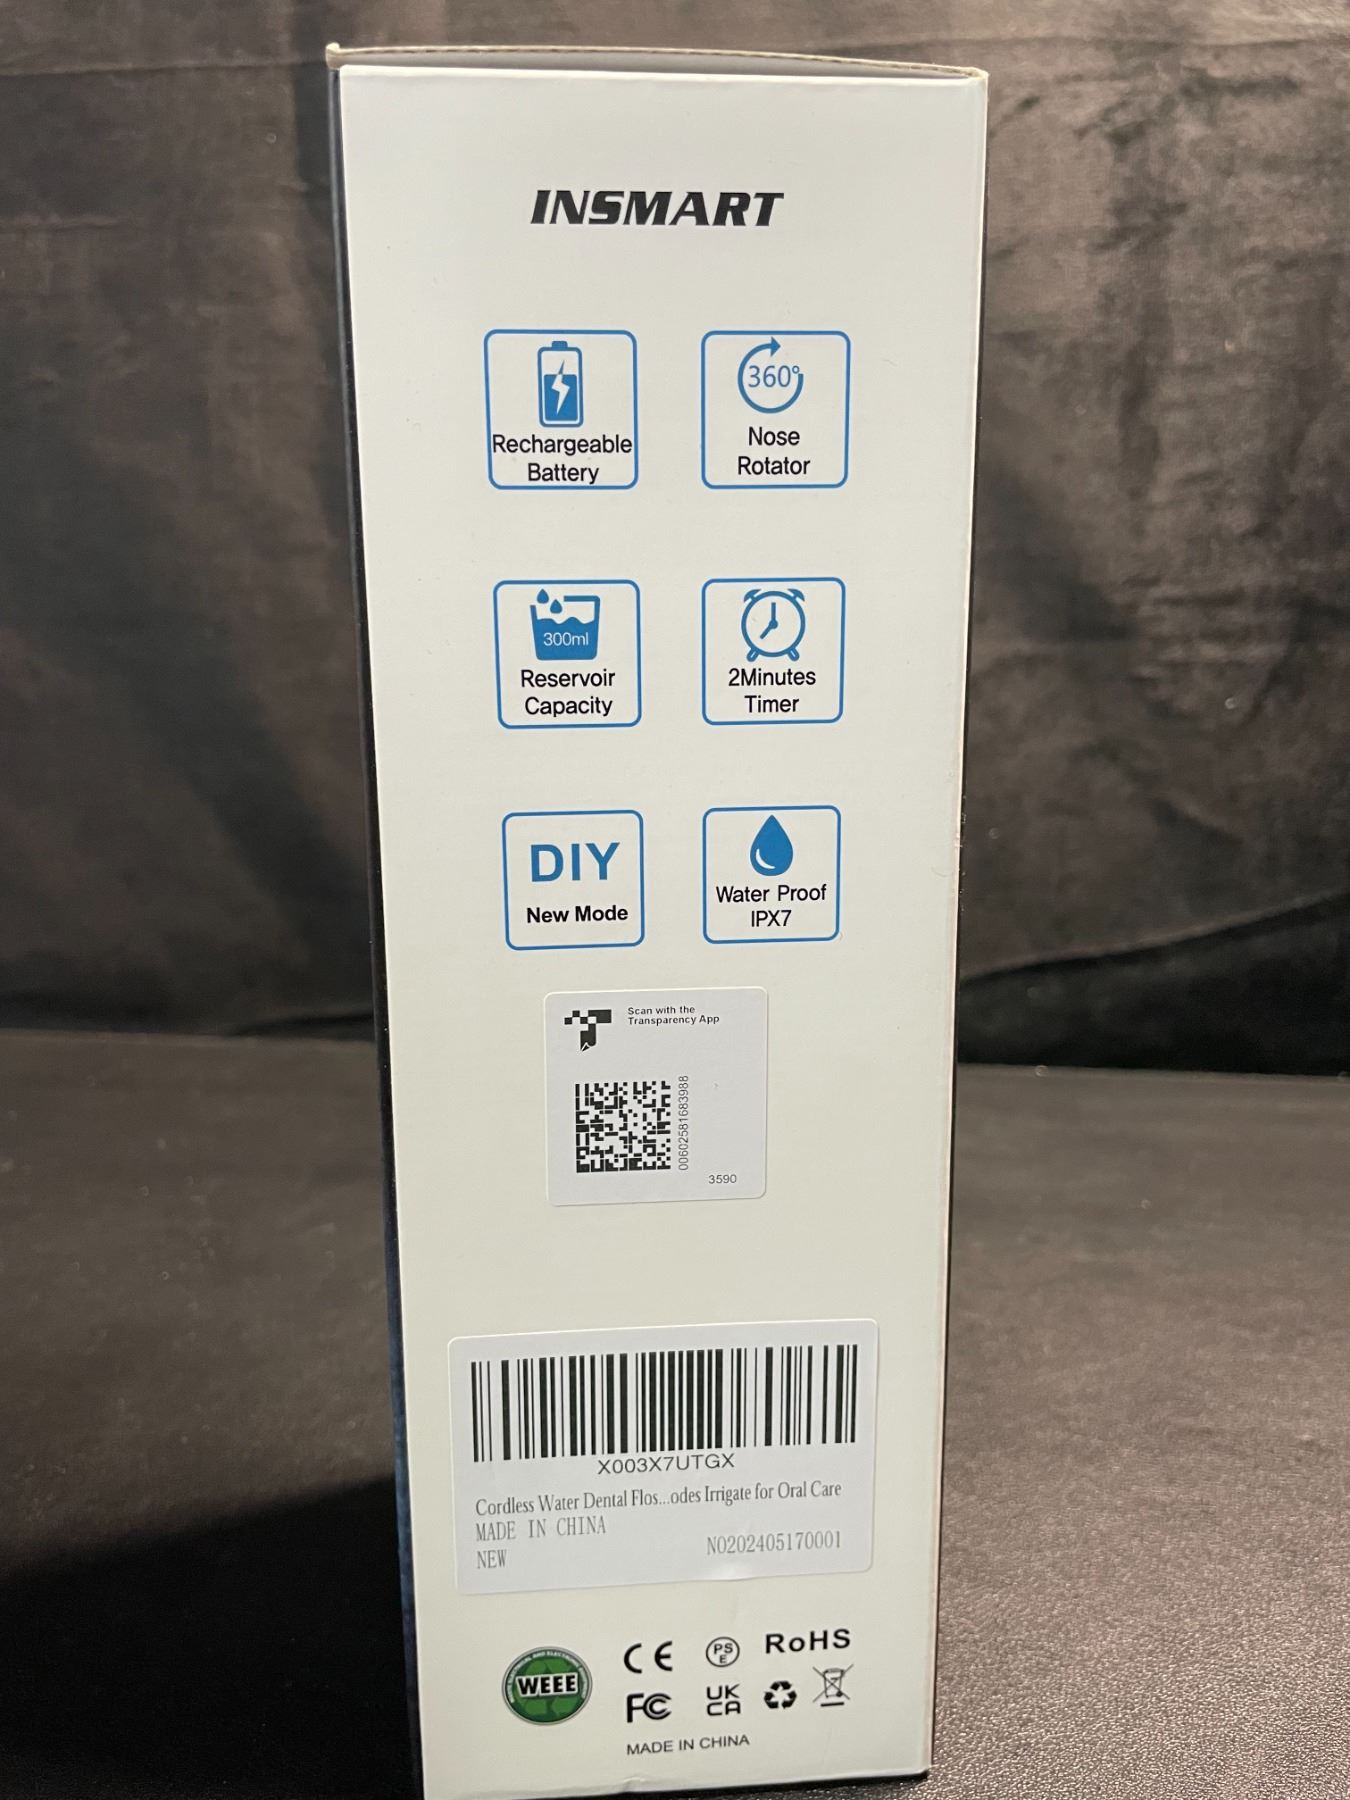 INSMART
Rechargeable
Battery
360°
Nose
Rotator
300ml
Reservoir
Capacity
2Minutes
Timer
DIY
New Mode
Water Proof
IPX7
Scan with the
Transparency App
00602581683988
3590
X003X7UTGX
Cordless Water Dental Flos...odes Irrigate for Oral Care
MADE IN CHINA
NEW
N0202405170001
WEEE
CE
PS
E
RoHS
FC
UK
CA
MADE IN CHINA